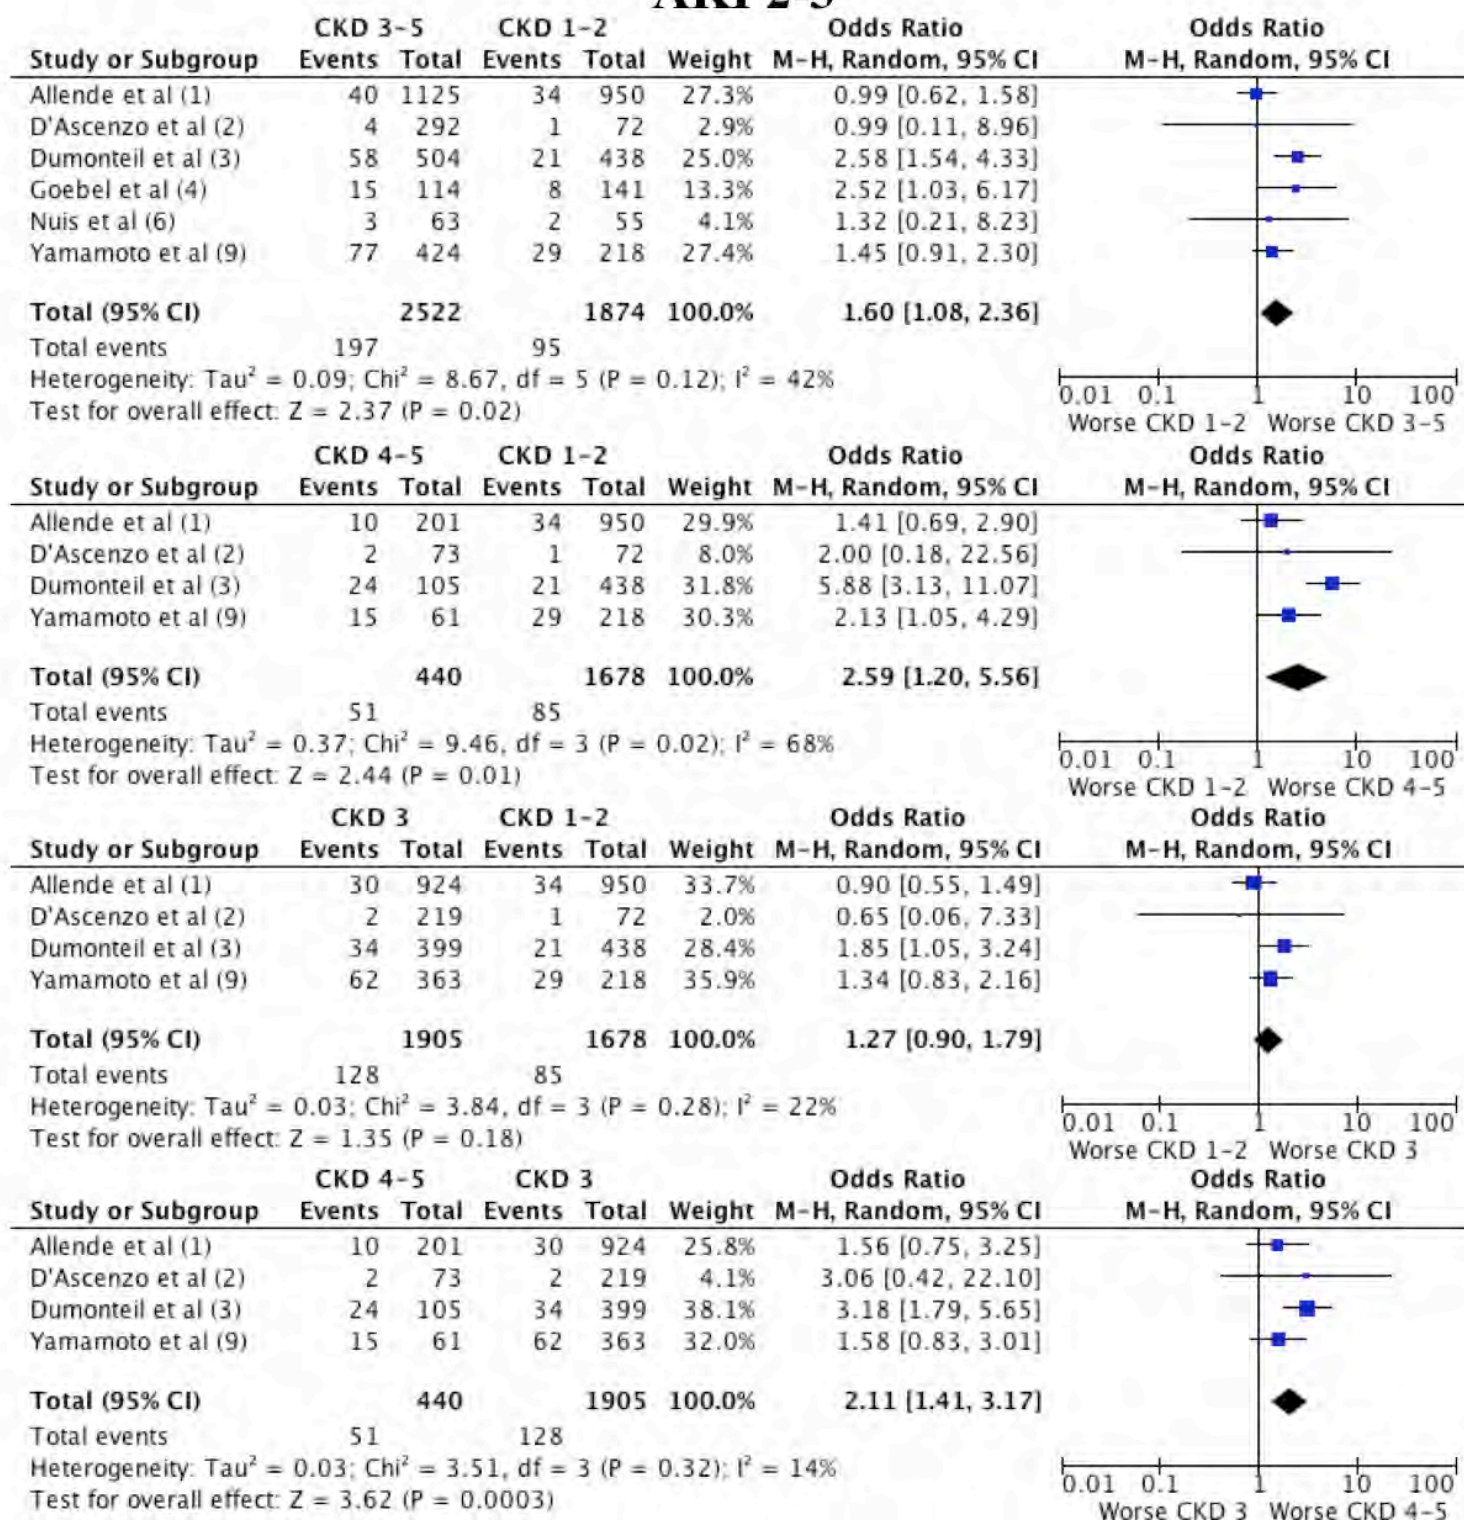 AKI 2-3
CKD 3-5 CKD 1-2 Odds Ratio Odds Ratio
Study or Subgroup Events Total Events Total Weight M-H, Random, 95% CI M-H, Random, 95% CI
Allende et al (1) 40 1125 34 950 27.3% 0.99 [0.62, 1.58]
D'Ascenzo et al (2) 4 292 1 72 2.9% 0.99 [0.11, 8.96]
Dumonteil et al (3) 58 504 21 438 25.0% 2.58 [1.54, 4.33]
Goebel et al (4) 15 114 8 141 13.3% 2.52 [1.03, 6.17]
Nuis et al (6) 3 63 2 55 4.1% 1.32 [0.21, 8.23]
Yamamoto et al (9) 77 424 29 218 27.4% 1.45 [0.91, 2.30]
Total (95% CI) 2522 1874 100.0% 1.60 [1.08, 2.36]
Total events 197 95
Heterogeneity: Tau² = 0.09; Chi² = 8.67, df = 5 (P = 0.12); I² = 42%
Test for overall effect: Z = 2.37 (P = 0.02)
0.01 0.1 1 10 100
Worse CKD 1-2 Worse CKD 3-5
CKD 4-5 CKD 1-2 Odds Ratio Odds Ratio
Study or Subgroup Events Total Events Total Weight M-H, Random, 95% CI M-H, Random, 95% CI
Allende et al (1) 10 201 34 950 29.9% 1.41 [0.69, 2.90]
D'Ascenzo et al (2) 2 73 1 72 8.0% 2.00 [0.18, 22.56]
Dumonteil et al (3) 24 105 21 438 31.8% 5.88 [3.13, 11.07]
Yamamoto et al (9) 15 61 29 218 30.3% 2.13 [1.05, 4.29]
Total (95% CI) 440 1678 100.0% 2.59 [1.20, 5.56]
Total events 51 85
Heterogeneity: Tau² = 0.37; Chi² = 9.46, df = 3 (P = 0.02); I² = 68%
Test for overall effect: Z = 2.44 (P = 0.01)
0.01 0.1 1 10 100
Worse CKD 1-2 Worse CKD 4-5
CKD 3 CKD 1-2 Odds Ratio Odds Ratio
Study or Subgroup Events Total Events Total Weight M-H, Random, 95% CI M-H, Random, 95% CI
Allende et al (1) 30 924 34 950 33.7% 0.90 [0.55, 1.49]
D'Ascenzo et al (2) 2 219 1 72 2.0% 0.65 [0.06, 7.33]
Dumonteil et al (3) 34 399 21 438 28.4% 1.85 [1.05, 3.24]
Yamamoto et al (9) 62 363 29 218 35.9% 1.34 [0.83, 2.16]
Total (95% CI) 1905 1678 100.0% 1.27 [0.90, 1.79]
Total events 128 85
Heterogeneity: Tau² = 0.03; Chi² = 3.84, df = 3 (P = 0.28); I² = 22%
Test for overall effect: Z = 1.35 (P = 0.18)
0.01 0.1 1 10 100
Worse CKD 1-2 Worse CKD 3
CKD 4-5 CKD 3 Odds Ratio Odds Ratio
Study or Subgroup Events Total Events Total Weight M-H, Random, 95% CI M-H, Random, 95% CI
Allende et al (1) 10 201 30 924 25.8% 1.56 [0.75, 3.25]
D'Ascenzo et al (2) 2 73 2 219 4.1% 3.06 [0.42, 22.10]
Dumonteil et al (3) 24 105 34 399 38.1% 3.18 [1.79, 5.65]
Yamamoto et al (9) 15 61 62 363 32.0% 1.58 [0.83, 3.01]
Total (95% CI) 440 1905 100.0% 2.11 [1.41, 3.17]
Total events 51 128
Heterogeneity: Tau² = 0.03; Chi² = 3.51, df = 3 (P = 0.32); I² = 14%
Test for overall effect: Z = 3.62 (P = 0.0003)
0.01 0.1 1 10 100
Worse CKD 3 Worse CKD 4-5